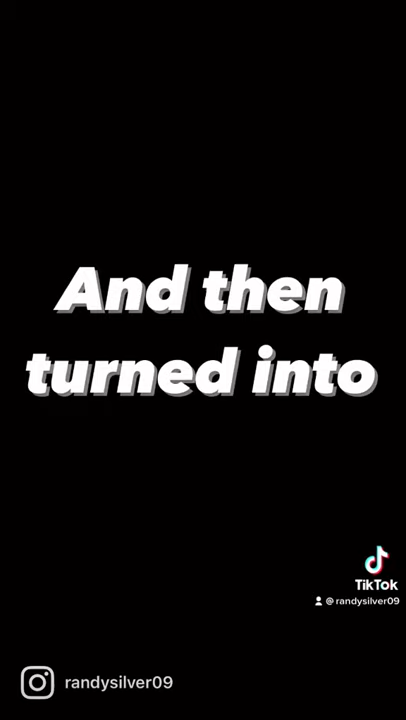 And then
turned into
TikTok
@randysilver09
randysilver09